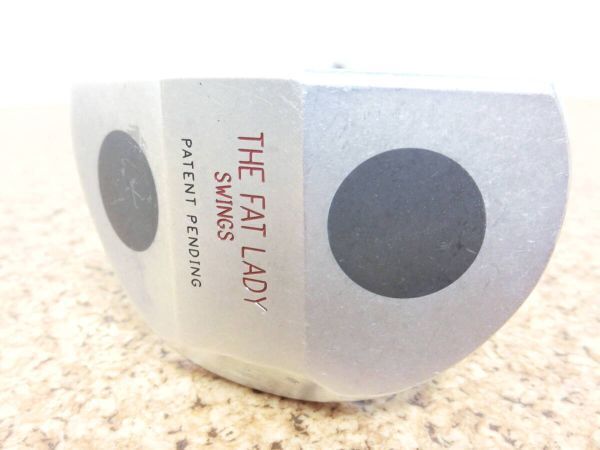 THE FAT LADY
SWINGS
PATENT PENDING